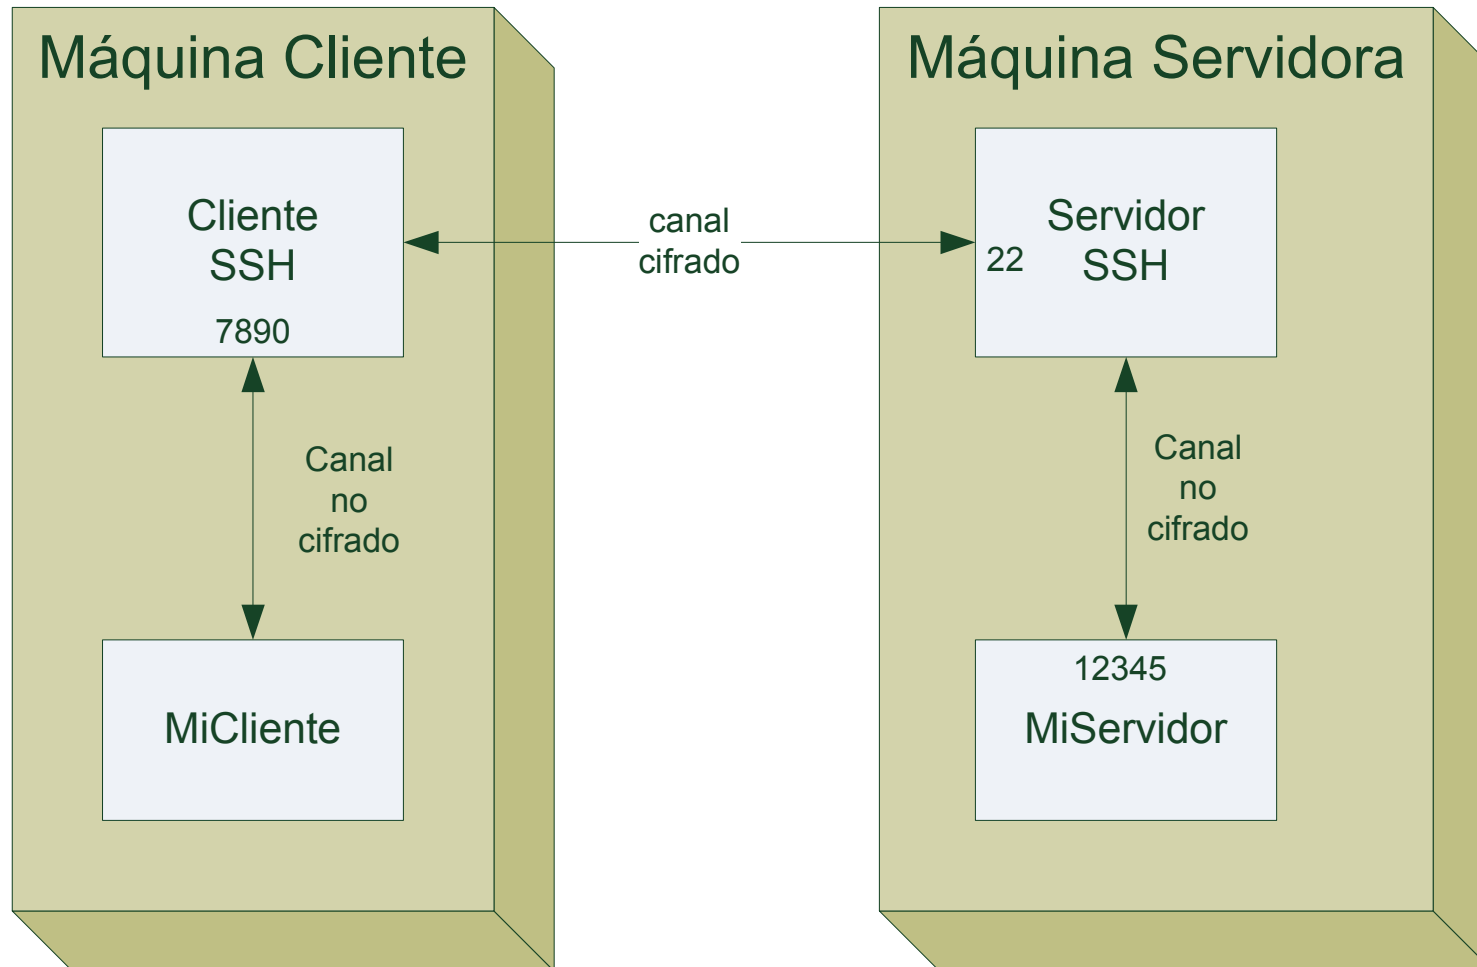 Máquina Cliente
Cliente
SSH
7890
Canal
no
cifrado
MiCliente
canal
cifrado
Máquina Servidora
Servidor
SSH
22
Canal
no
cifrado
12345
MiServidor